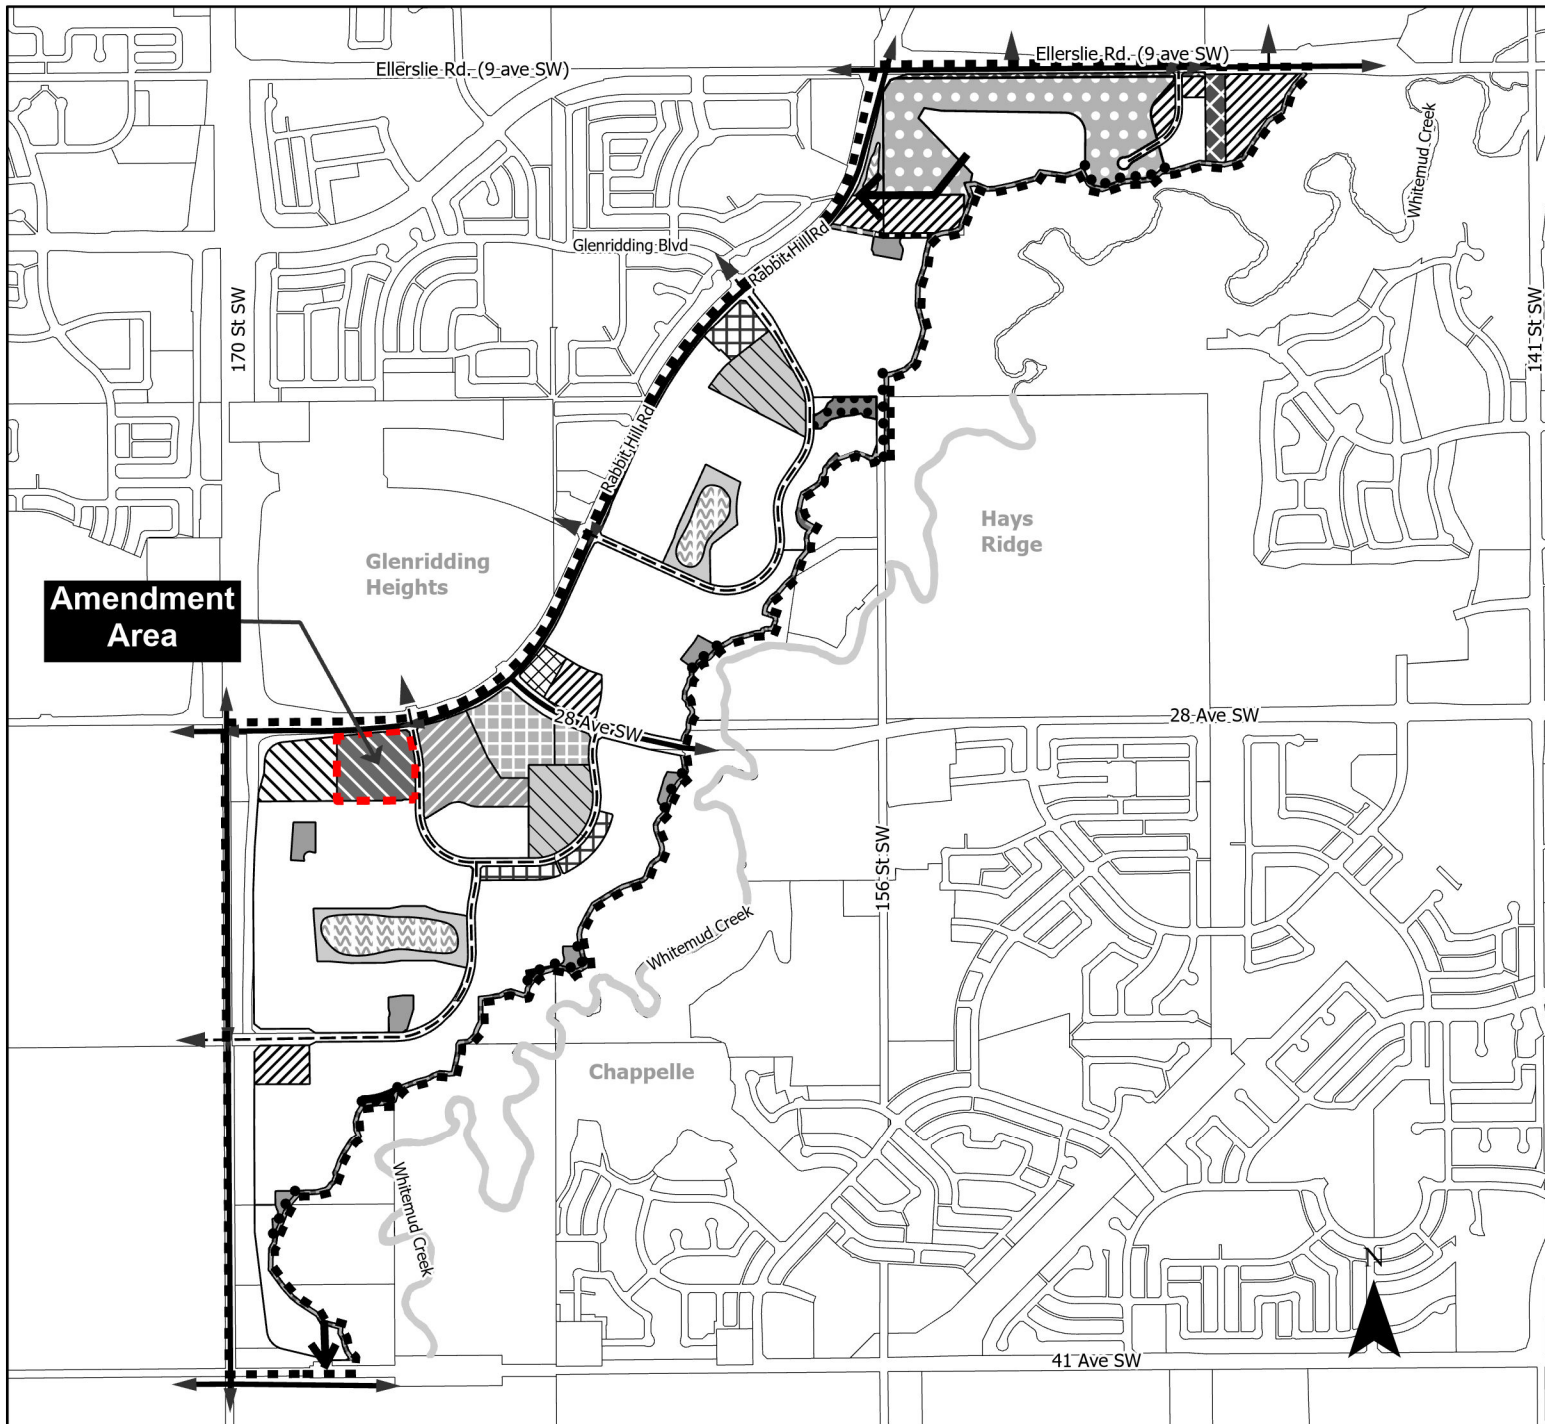 Ellerslie Rd. (9 ave SW)
Ellerslie Rd. (9 ave SW)
Whitemud Creek
Glenridding Blvd
Rabbit Hill Rd
170 St SW
141 St SW
Rabbit Hill Rd
Hays
Ridge
Glenridding
Heights
Amendment
Area
28 Ave SW
28 Ave SW
156 St SW
Whitemud Creek
Chappelle
Whitemud Creek
N
41 Ave SW